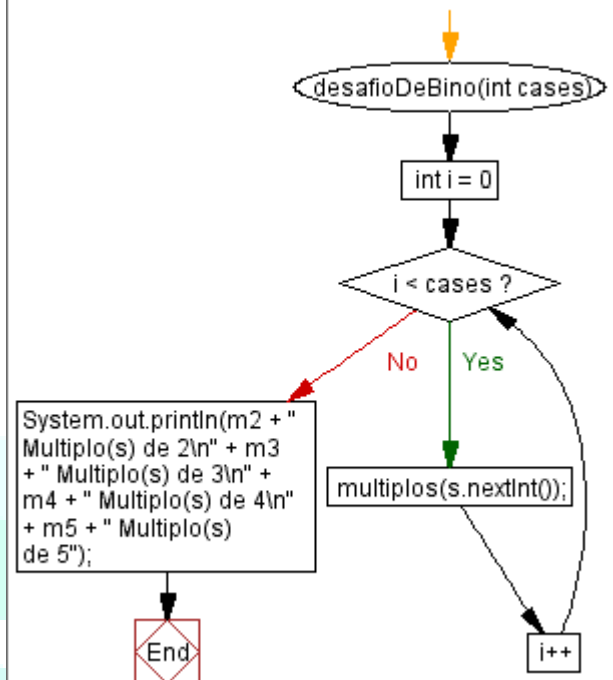 desafioDeBino(int cases)
int i = 0
i < cases ?
No
Yes
System.out.println(m2 + "
Multiplo(s) de 2\n" + m3
+ " Multiplo(s) de 3\n" +
m4 + " Multiplo(s) de 4\n"
+ m5 + " Multiplo(s)
de 5");
multiplos(s.nextInt());
End
i++